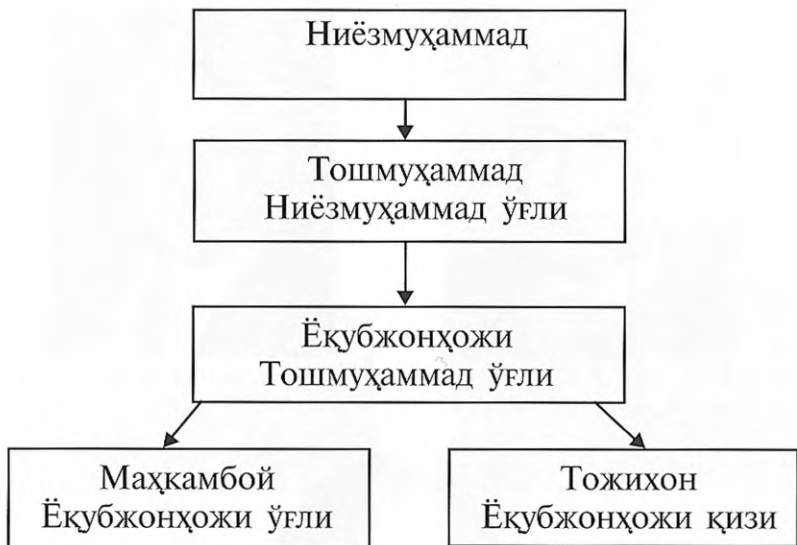 Ниёзмуҳаммад
Тошмуҳаммад
Ниёзмуҳаммад ўғли
Ёқубжонҳожи
Тошмуҳаммад ўғли
Маҳкамбой
Ёқубжонҳожи ўғли
Тожихон
Ёқубжонҳожи қизи